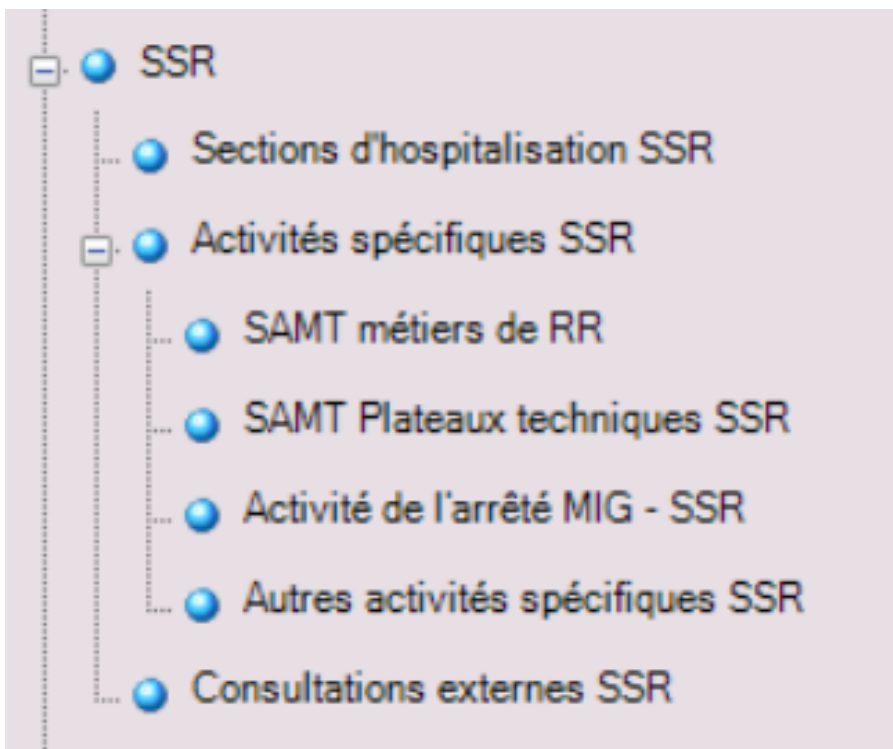 SSR
Sections d'hospitalisation SSR
Activités spécifiques SSR
SAMT métiers de RR
SAMT Plateaux techniques SSR
Activité de l'arrêté MIG - SSR
Autres activités spécifiques SSR
Consultations externes SSR